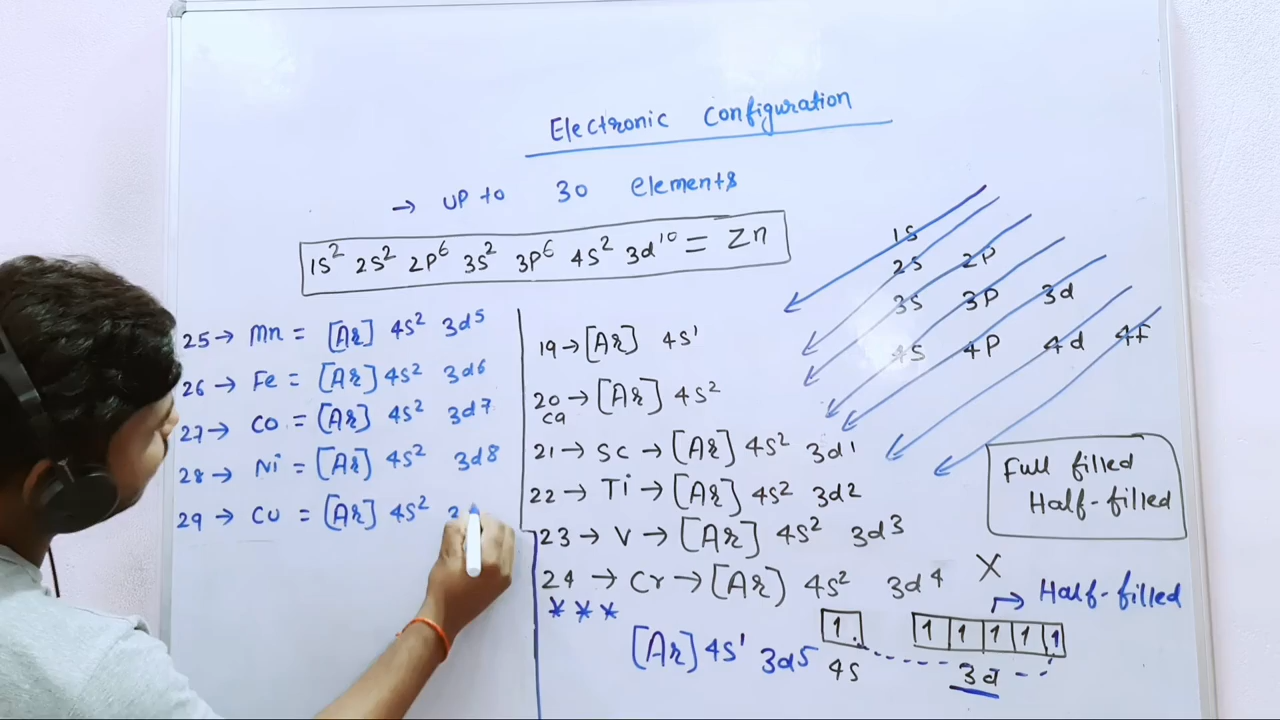 Electronic Configuration
→ UP to 30 elements
1S² 2S² 2P⁶ 3S² 3P⁶ 4S² 3d¹⁰ = Zn
25 → Mn = [Ar] 4S² 3d⁵
26 → Fe = [Ar] 4S² 3d⁶
27 → CO = [Ar] 4S² 3d⁷
28 → Ni = [Ar] 4S² 3d⁸
29 → CU = [Ar] 4S²
19 → [Ar] 4S¹
20 → [Ar] 4S²
Ca
21 → Sc → [Ar] 4S² 3d¹
22 → Ti → [Ar] 4S² 3d²
23 → V → [Ar] 4S² 3d³
24 → Cr → [Ar] 4S² 3d⁴ X
***
[Ar] 4S¹ 3d⁵
1
4S
1 1 1 1 1
3d
→ Half-filled
1S
2S 2P
3S 3P 3d
4S 4P 4d 4F
Full filled
Half-filled